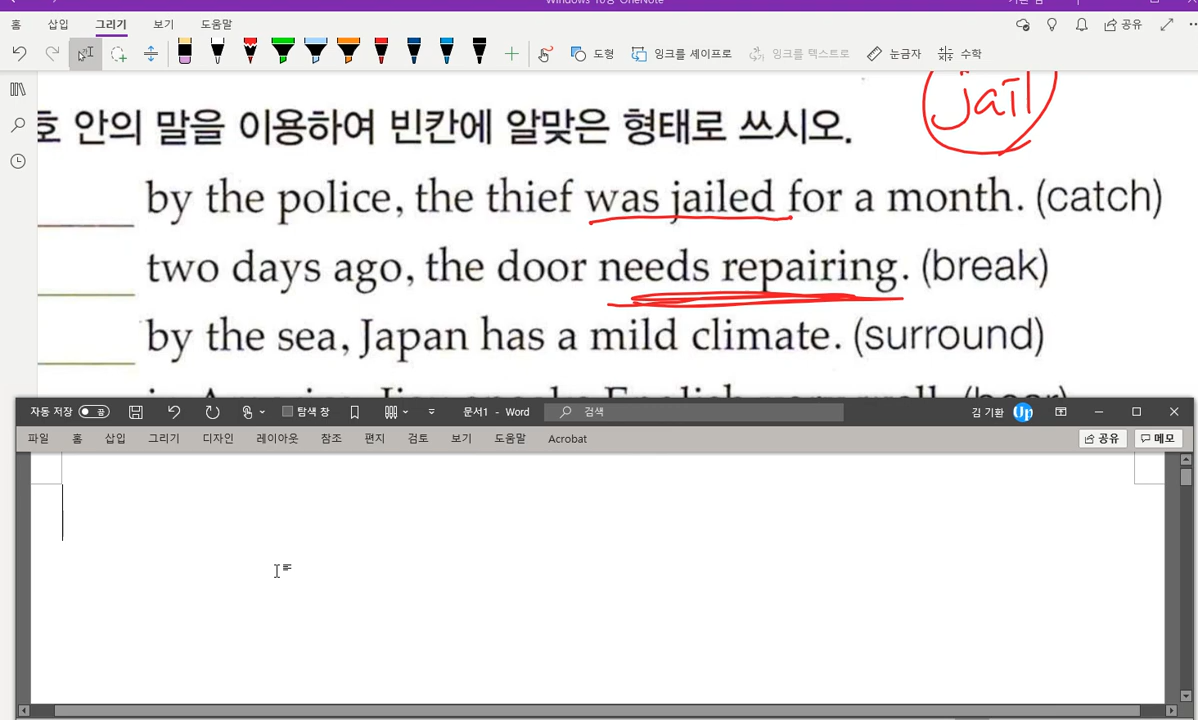 홈 삽입 그리기 보기 도움말
공유
도형 잉크를 셰이프로 잉크를 텍스트로 눈금자 수학
jail
호 안의 말을 이용하여 빈칸에 알맞은 형태로 쓰시오.
by the police, the thief was jailed for a month. (catch)
two days ago, the door needs repairing. (break)
by the sea, Japan has a mild climate. (surround)
자동 저장 끔 탐색 창 문서1 - Word 검색 김 기환 Up
파일 홈 삽입 그리기 디자인 레이아웃 참조 편지 검토 보기 도움말 Acrobat 공유 메모